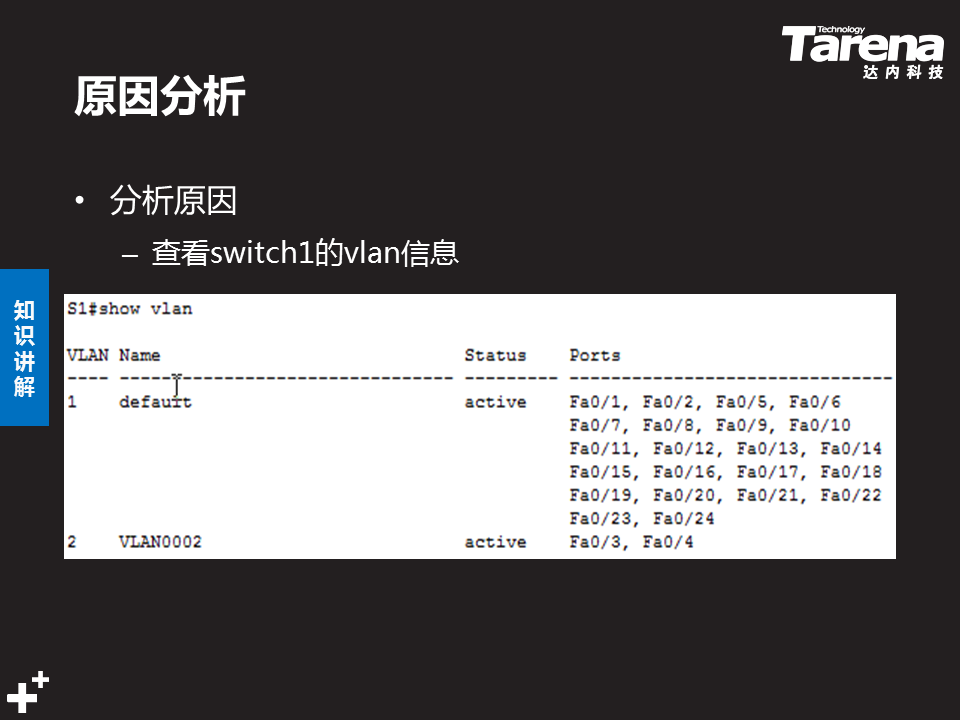 Technology
Tarena
达内科技
原因分析
• 分析原因
– 查看switch1的vlan信息
知识讲解
S1#show vlan
VLAN Name Status Ports
---- -------------------------------- --------- -------------------------------
1 default active Fa0/1, Fa0/2, Fa0/5, Fa0/6
Fa0/7, Fa0/8, Fa0/9, Fa0/10
Fa0/11, Fa0/12, Fa0/13, Fa0/14
Fa0/15, Fa0/16, Fa0/17, Fa0/18
Fa0/19, Fa0/20, Fa0/21, Fa0/22
Fa0/23, Fa0/24
2 VLAN0002 active Fa0/3, Fa0/4